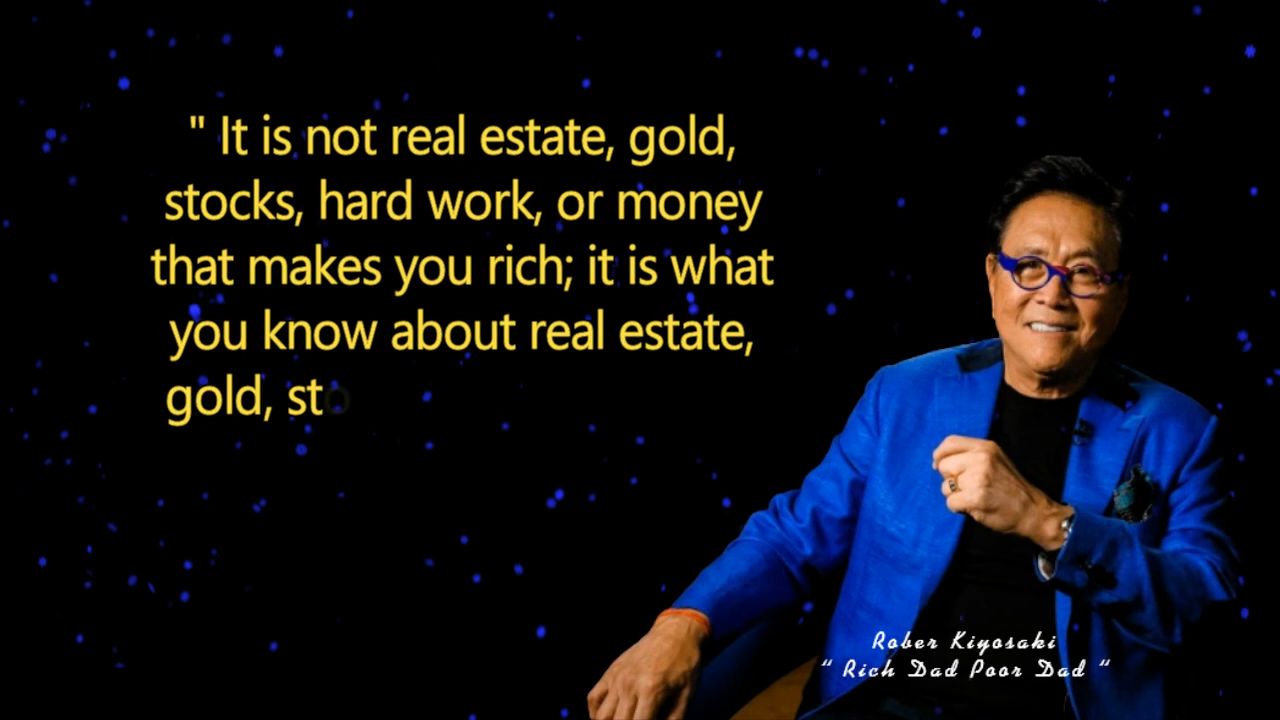 " It is not real estate, gold,
stocks, hard work, or money
that makes you rich; it is what
you know about real estate,
gold, sto
Rober Kiyosaki
“ Rich Dad Poor Dad “